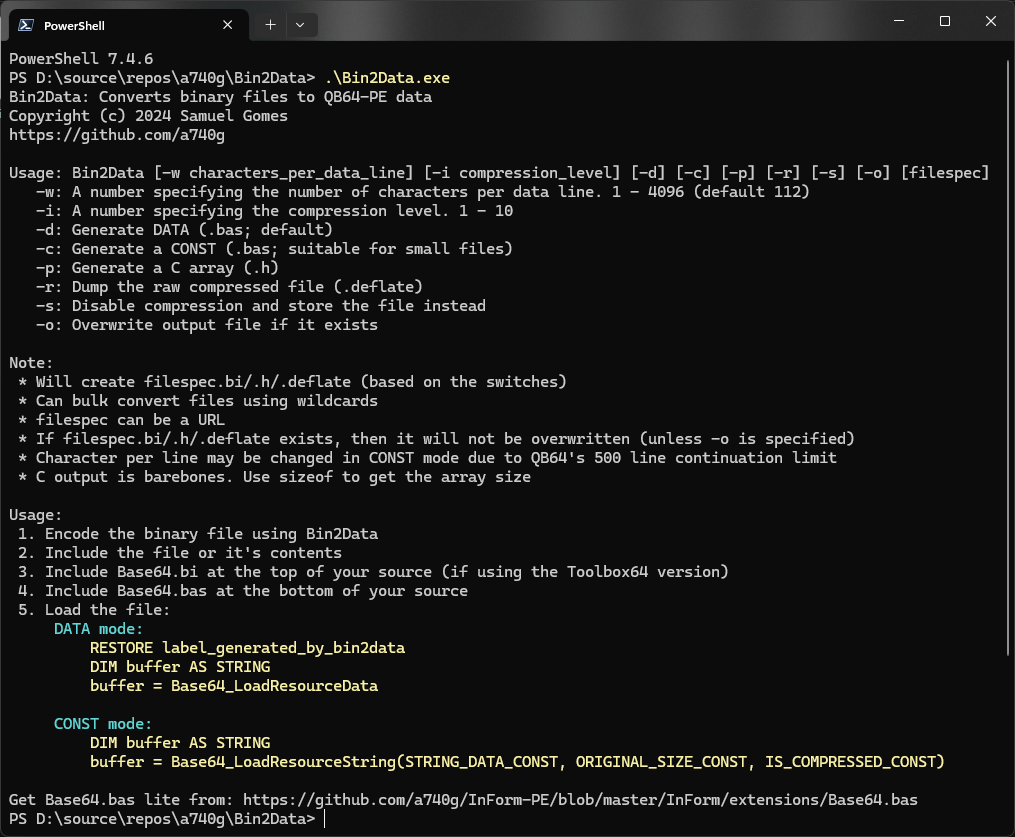 PowerShell
PowerShell 7.4.6
PS D:\source\repos\a740g\Bin2Data> .\Bin2Data.exe
Bin2Data: Converts binary files to QB64-PE data
Copyright (c) 2024 Samuel Gomes
https://github.com/a740g

Usage: Bin2Data [-w characters_per_data_line] [-i compression_level] [-d] [-c] [-p] [-r] [-s] [-o] [filespec]
   -w: A number specifying the number of characters per data line. 1 - 4096 (default 112)
   -i: A number specifying the compression level. 1 - 10
   -d: Generate DATA (.bas; default)
   -c: Generate a CONST (.bas; suitable for small files)
   -p: Generate a C array (.h)
   -r: Dump the raw compressed file (.deflate)
   -s: Disable compression and store the file instead
   -o: Overwrite output file if it exists

Note:
 * Will create filespec.bi/.h/.deflate (based on the switches)
 * Can bulk convert files using wildcards
 * filespec can be a URL
 * If filespec.bi/.h/.deflate exists, then it will not be overwritten (unless -o is specified)
 * Character per line may be changed in CONST mode due to QB64's 500 line continuation limit
 * C output is barebones. Use sizeof to get the array size

Usage:
 1. Encode the binary file using Bin2Data
 2. Include the file or it's contents
 3. Include Base64.bi at the top of your source (if using the Toolbox64 version)
 4. Include Base64.bas at the bottom of your source
 5. Load the file:
     DATA mode:
         RESTORE label_generated_by_bin2data
         DIM buffer AS STRING
         buffer = Base64_LoadResourceData

     CONST mode:
         DIM buffer AS STRING
         buffer = Base64_LoadResourceString(STRING_DATA_CONST, ORIGINAL_SIZE_CONST, IS_COMPRESSED_CONST)

Get Base64.bas lite from: https://github.com/a740g/InForm-PE/blob/master/InForm/extensions/Base64.bas
PS D:\source\repos\a740g\Bin2Data>